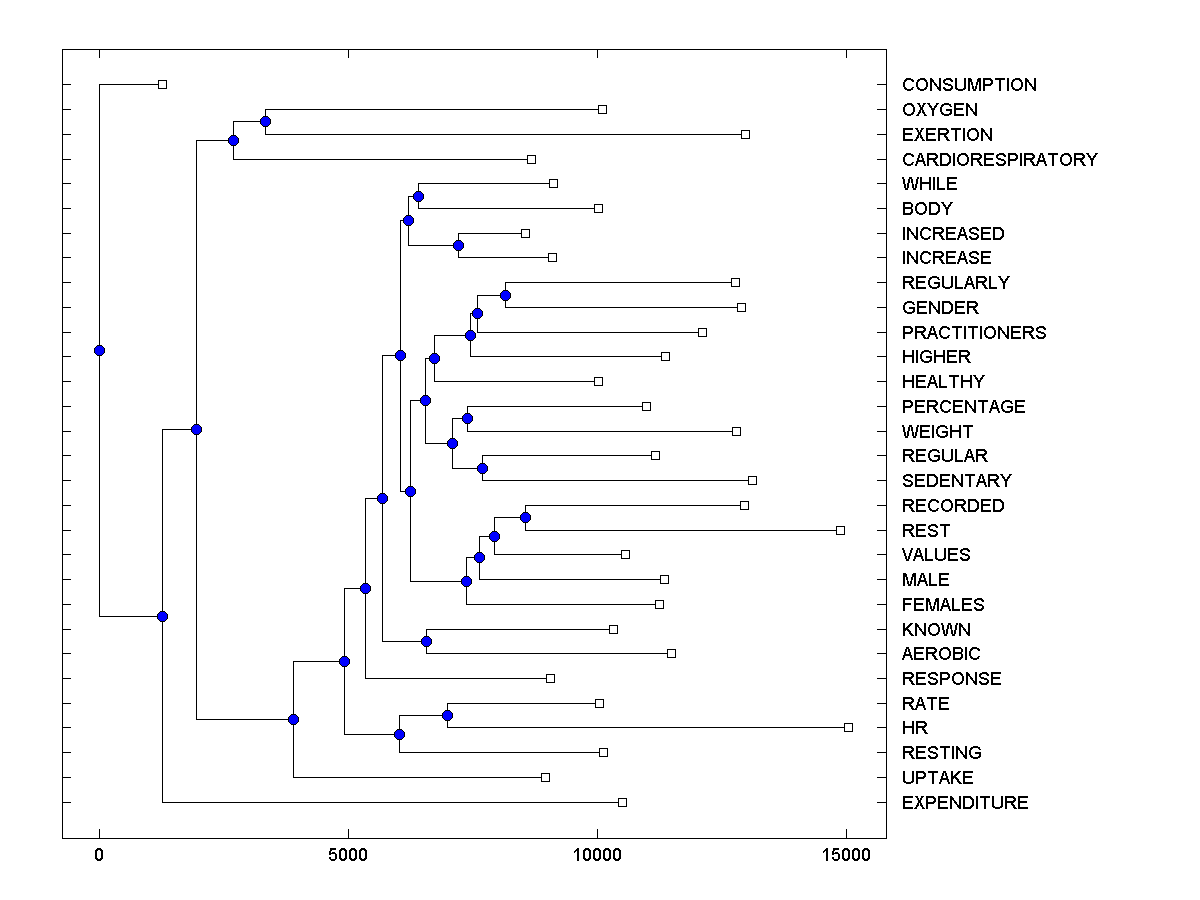 CONSUMPTION
OXYGEN
EXERTION
CARDIORESPIRATORY
WHILE
BODY
INCREASED
INCREASE
REGULARLY
GENDER
PRACTITIONERS
HIGHER
HEALTHY
PERCENTAGE
WEIGHT
REGULAR
SEDENTARY
RECORDED
REST
VALUES
MALE
FEMALES
KNOWN
AEROBIC
RESPONSE
RATE
HR
RESTING
UPTAKE
EXPENDITURE
0 5000 10000 15000